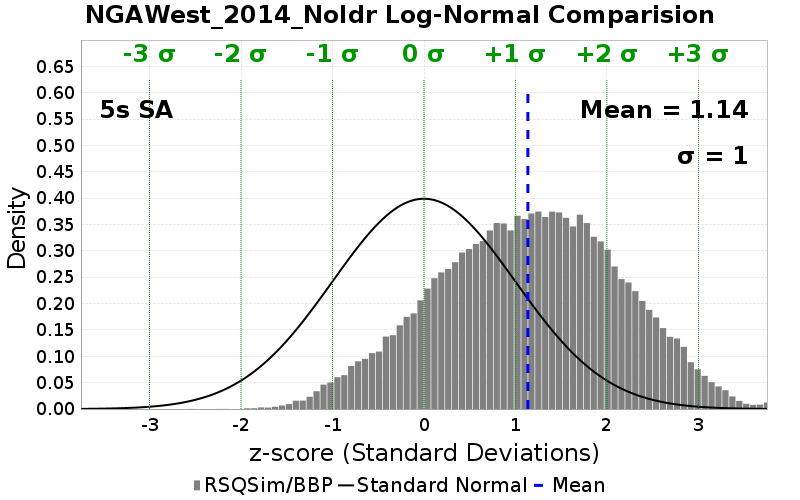 NGAWest_2014_NoIdr Log-Normal Comparision
-3 σ -2 σ -1 σ 0 σ +1 σ +2 σ +3 σ
5s SA
Mean = 1.14
σ = 1
Density
0.65
0.60
0.55
0.50
0.45
0.40
0.35
0.30
0.25
0.20
0.15
0.10
0.05
0.00
-3 -2 -1 0 1 2 3
z-score (Standard Deviations)
RSQSim/BBP Standard Normal Mean